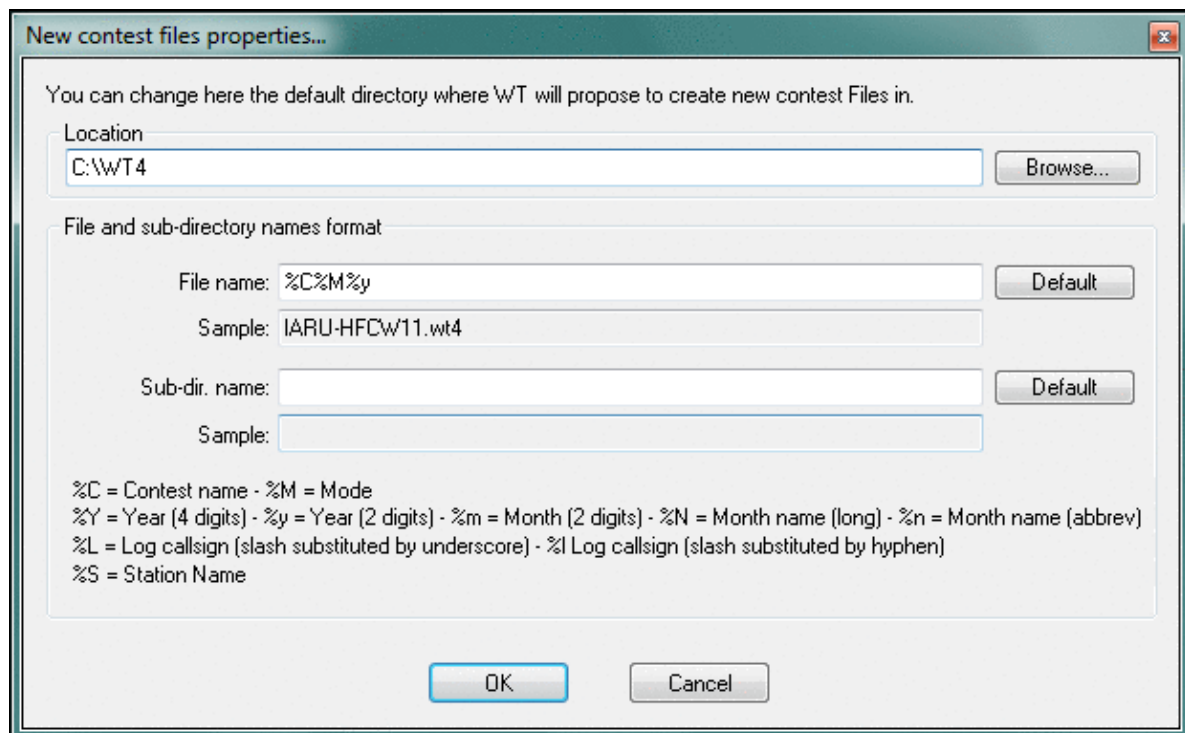 New contest files properties...
You can change here the default directory where WT will propose to create new contest Files in.
Location
C:\WT4
Browse...
File and sub-directory names format
File name: %C%M%y Default
Sample: IARU-HFCW11.wt4
Sub-dir. name: Default
Sample:
%C = Contest name - %M = Mode
%Y = Year (4 digits) - %y = Year (2 digits) - %m = Month (2 digits) - %N = Month name (long) - %n = Month name (abbrev)
%L = Log callsign (slash substituted by underscore) - %l Log callsign (slash substituted by hyphen)
%S = Station Name
OK Cancel